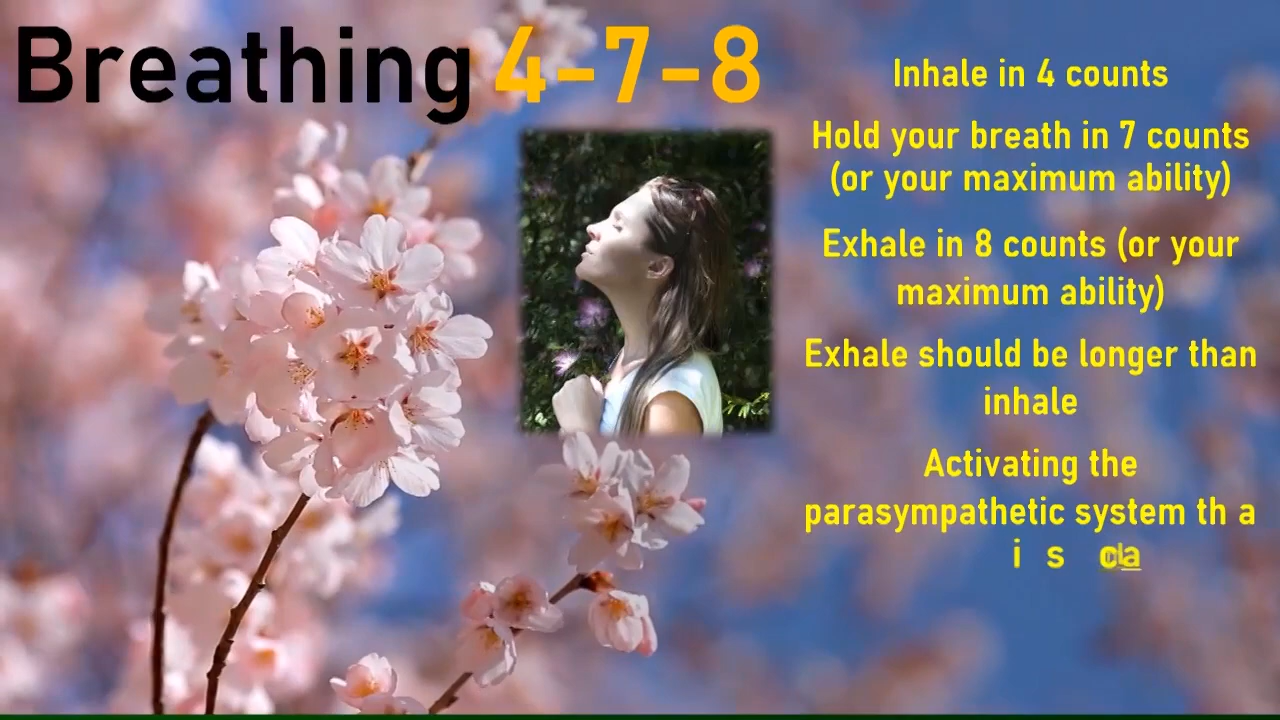 Breathing 4-7-8
Inhale in 4 counts
Hold your breath in 7 counts
(or your maximum ability)
Exhale in 8 counts (or your
maximum ability)
Exhale should be longer than
inhale
Activating the
parasympathetic system th a
i s